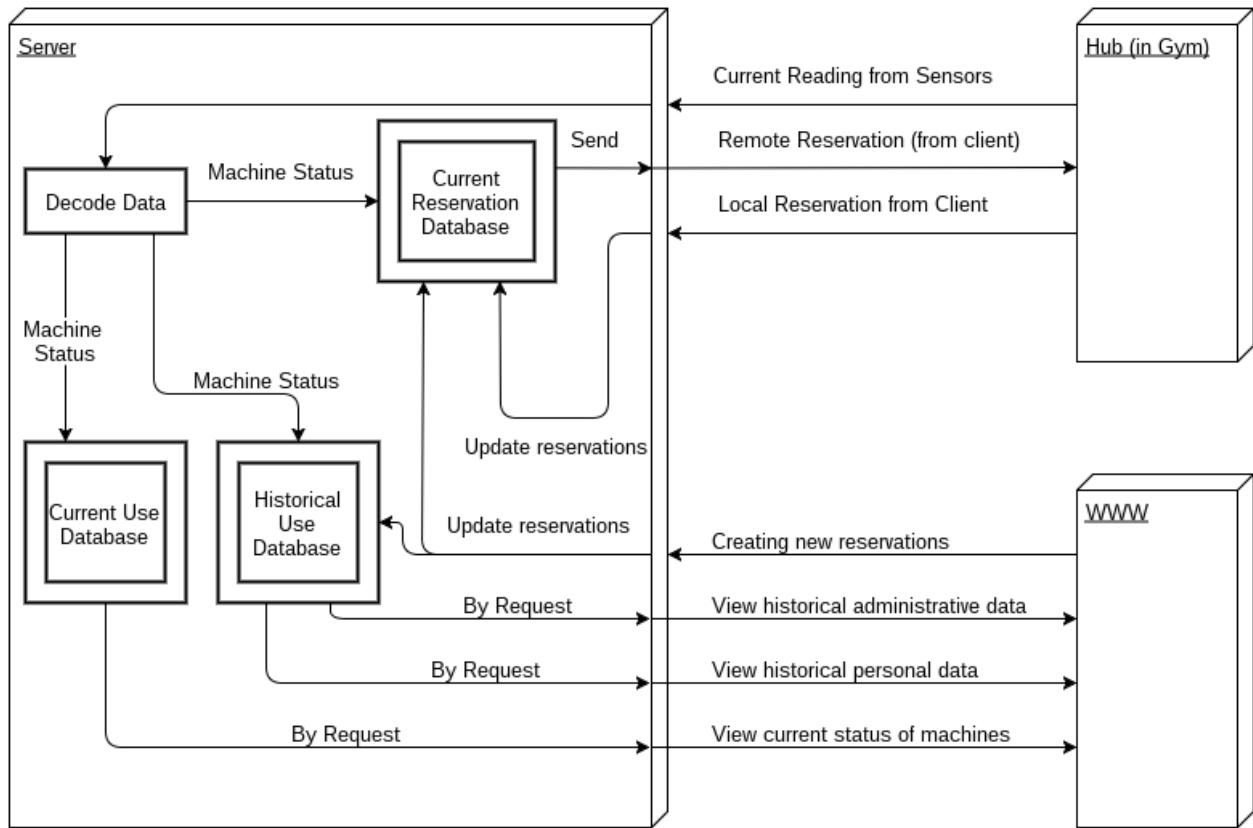 Server
Hub (in Gym)
Current Reading from Sensors
Send
Remote Reservation (from client)
Machine Status
Current
Reservation
Database
Decode Data
Local Reservation from Client
Machine
Status
Machine Status
Update reservations
Current Use
Database
Historical
Use
Database
Update reservations
WWW
Creating new reservations
By Request
View historical administrative data
By Request
View historical personal data
By Request
View current status of machines